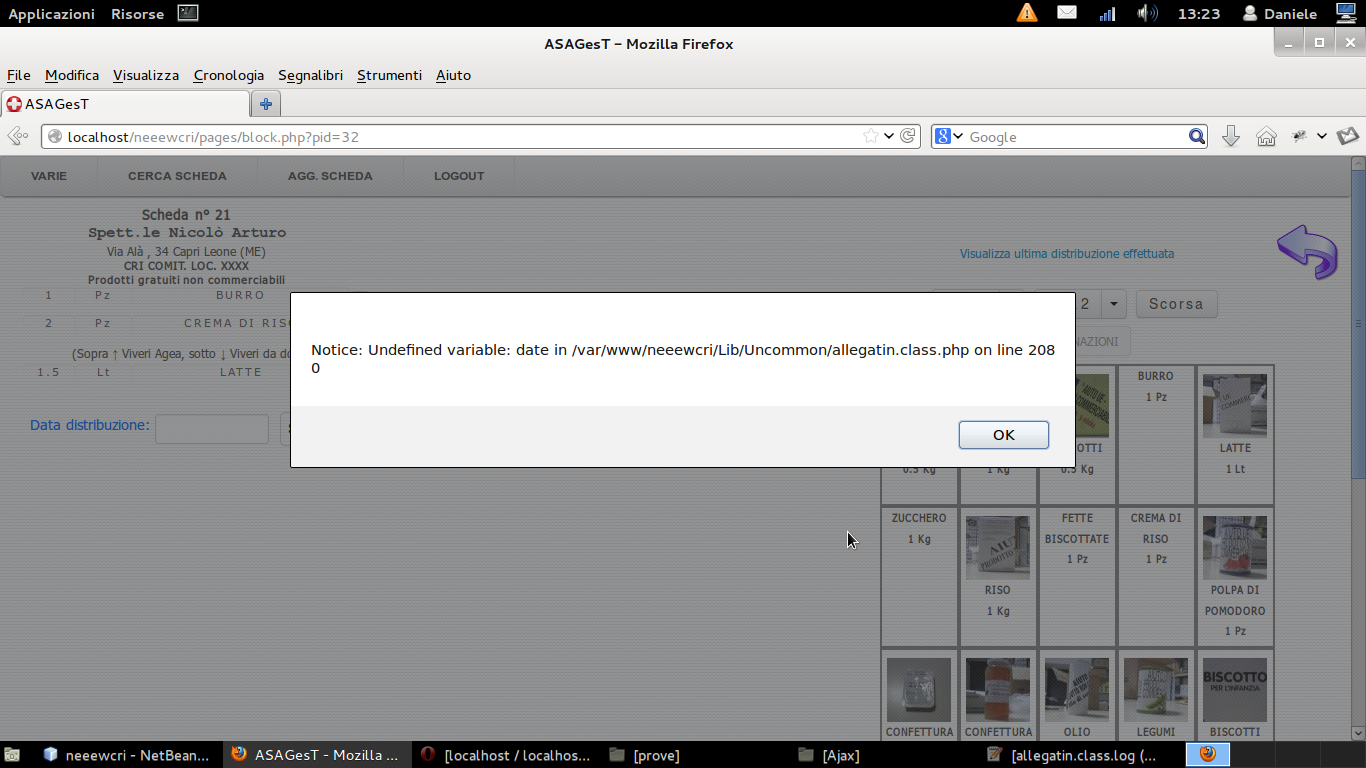 Applicazioni Risorse 13:23 Daniele
ASAGesT - Mozilla Firefox
File Modifica Visualizza Cronologia Segnalibri Strumenti Aiuto
ASAGesT
localhost/neeewcri/pages/block.php?pid=32 Google
VARIE CERCA SCHEDA AGG. SCHEDA LOGOUT
Scheda n° 21
Spett.le Nicolò Arturo
Via Alà , 34 Capri Leone (ME)
CRI COMIT. LOC. XXXX
Prodotti gratuiti non commerciabili
1 Pz BURRO
2 Pz CREMA DI RIS
(Sopra ↑ Viveri Agea, sotto ↓ Viveri da do
1.5 Lt LATTE
Data distribuzione:
Visualizza ultima distribuzione effettuata
2 Scorsa
NAZIONI
Notice: Undefined variable: date in /var/www/neeewcri/Lib/Uncommon/allegatin.class.php on line 208
0
OK
BURRO
1 Pz
OTTI
LATTE
0.5 Kg 1 Kg 0.5 Kg 1 Lt
ZUCCHERO
1 Kg
RISO
1 Kg
FETTE
BISCOTTATE
1 Pz
CREMA DI
RISO
1 Pz
POLPA DI
POMODORO
1 Pz
BISCOTTO
PER L'INFANZIA
CONFETTURA CONFETTURA OLIO LEGUMI BISCOTTI
neeewcri - NetBean... ASAGesT - Mozilla ... [localhost / localhos... [prove] [Ajax] [allegatin.class.log (...